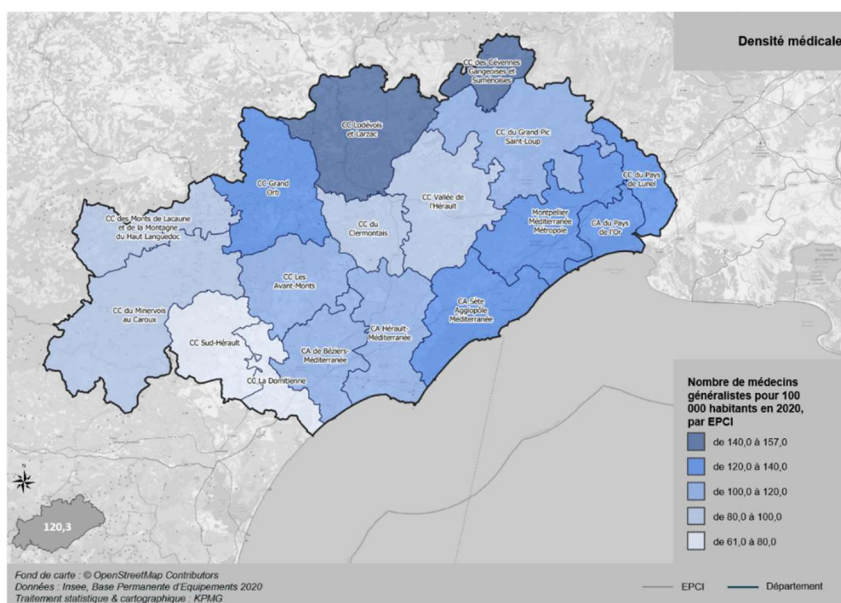 Densité médicale
CC des Cévennes
Gangeoises et
Suménoises
CC Lodévois
et Larzac
CC du Grand Pic
Saint-Loup
CC du Pays
de Lunel
CC Grand
Orb
CC Vallée de
l'Hérault
CC des Monts de Lacaune
et de la Montagne
du Haut Languedoc
CC du
Clermontais
Montpellier
Méditerranée
Métropole
CA du Pays
de l'Or
CC Les
Avant-Monts
CC du Minervois
au Caroux
CA Sète
Agglopôle
Méditerranée
CC Sud-Hérault
CA Hérault-
Méditerranée
CA de Béziers-
Méditerranée
CC La Domitienne
Nombre de médecins
généralistes pour 100
000 habitants en 2020,
par EPCI
de 140,0 à 157,0
de 120,0 à 140,0
de 100,0 à 120,0
de 80,0 à 100,0
de 61,0 à 80,0
N
120,3
Fond de carte : © OpenStreetMap Contributors
Données : Insee, Base Permanente d'Equipements 2020
Traitement statistique & cartographique : KPMG
EPCI
Département